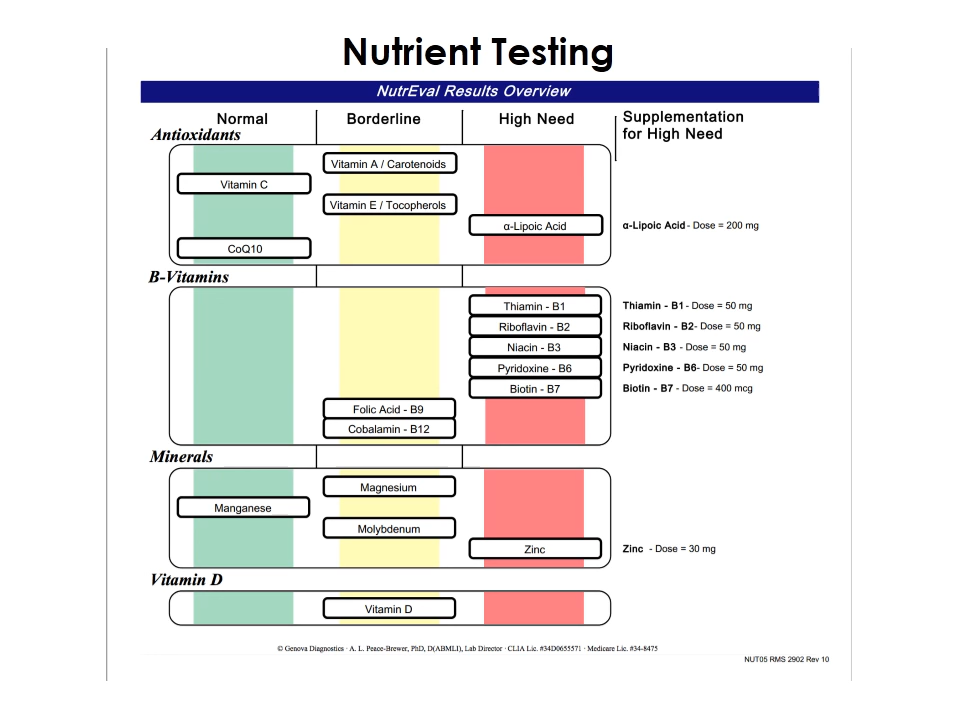 Nutrient Testing
NutrEval Results Overview
Normal Borderline High Need Supplementation
for High Need
Antioxidants
Vitamin A / Carotenoids
Vitamin C
Vitamin E / Tocopherols
α-Lipoic Acid α-Lipoic Acid - Dose = 200 mg
CoQ10
B-Vitamins
Thiamin - B1 Thiamin - B1 - Dose = 50 mg
Riboflavin - B2 Riboflavin - B2- Dose = 50 mg
Niacin - B3 Niacin - B3 - Dose = 50 mg
Pyridoxine - B6 Pyridoxine - B6- Dose = 50 mg
Biotin - B7 Biotin - B7 - Dose = 400 mcg
Folic Acid - B9
Cobalamin - B12
Minerals
Magnesium
Manganese
Molybdenum
Zinc Zinc - Dose = 30 mg
Vitamin D
Vitamin D
© Genova Diagnostics · A. L. Peace-Brewer, PhD, D(ABMLI), Lab Director · CLIA Lic. #34D0655571 · Medicare Lic. #34-8475
NUT05 RMS 2902 Rev 10